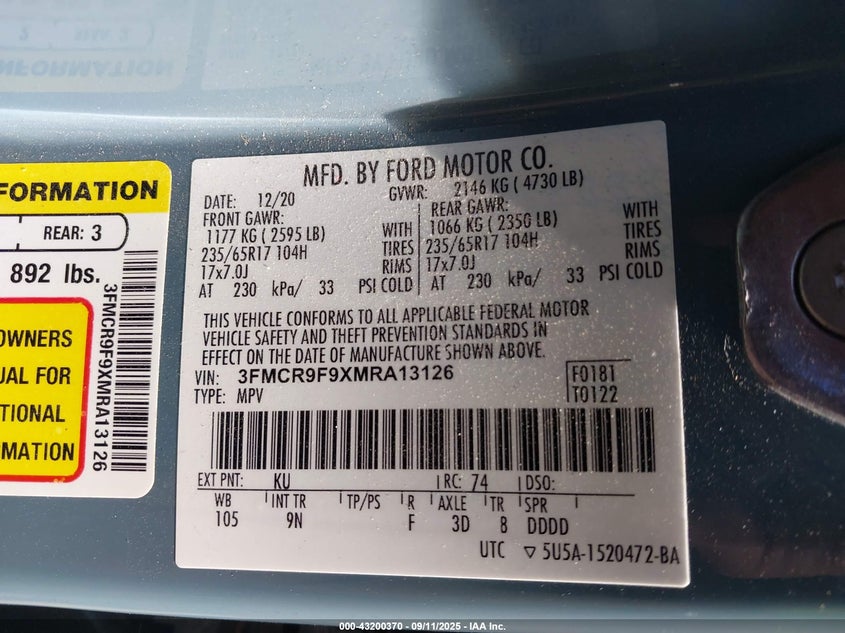 FORMATION
REAR: 3
892 lbs.
OWNERS
UAL FOR
TIONAL
RMATION
3FMCR9F9XMRA13126
MFD. BY FORD MOTOR CO.
DATE: 12/20
GVWR: 2146 KG ( 4730 LB)
FRONT GAWR:
1177 KG ( 2595 LB) WITH
235/65R17 104H TIRES
17x7.0J RIMS
AT 230 kPa/ 33 PSI COLD
REAR GAWR:
1066 KG ( 2350 LB) WITH
235/65R17 104H TIRES
17x7.0J RIMS
AT 230 kPa/ 33 PSI COLD
THIS VEHICLE CONFORMS TO ALL APPLICABLE FEDERAL MOTOR
VEHICLE SAFETY AND THEFT PREVENTION STANDARDS IN
EFFECT ON THE DATE OF MANUFACTURE SHOWN ABOVE.
VIN: 3FMCR9F9XMRA13126
TYPE: MPV
F0181
T0122
EXT PNT: KU RC: 74 DSO:
WB INT TR TP/PS R AXLE TR SPR
105 9N F 3D 8 DDDD
UTC ▽ 5U5A-1520472-BA
000-43200370 - 09/11/2025 - IAA Inc.